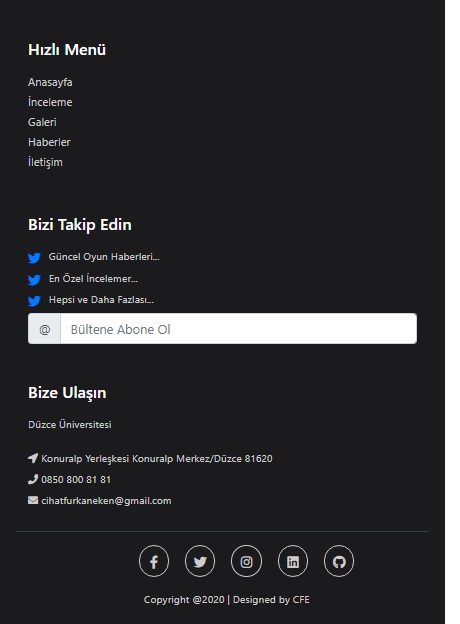 Hızlı Menü
Anasayfa
İnceleme
Galeri
Haberler
İletişim
Bizi Takip Edin
Güncel Oyun Haberleri...
En Özel İncelemer...
Hepsi ve Daha Fazlası...
@ Bültene Abone Ol
Bize Ulaşın
Düzce Üniversitesi
Konuralp Yerleşkesi Konuralp Merkez/Düzce 81620
0850 800 81 81
cihatfurkaneken@gmail.com
Copyright @2020 | Designed by CFE